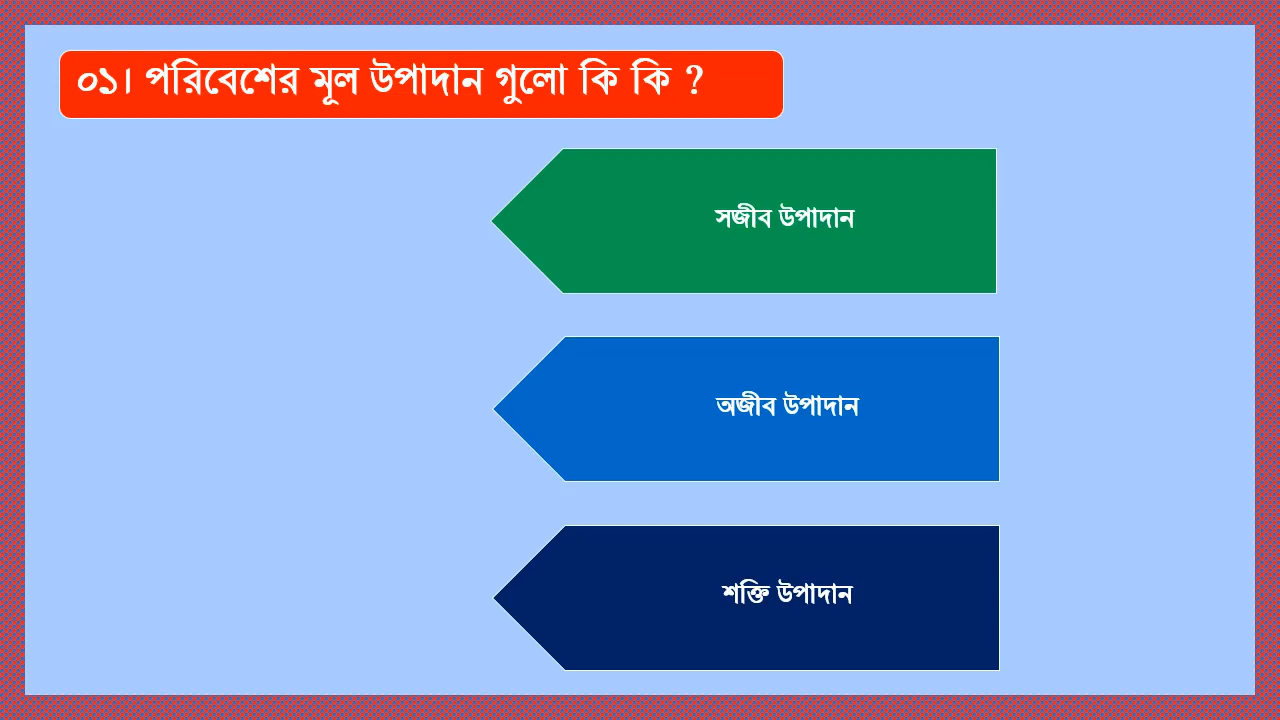 ০১। পরিবেশের মূল উপাদান গুলো কি কি ?
সজীব উপাদান
অজীব উপাদান
শক্তি উপাদান